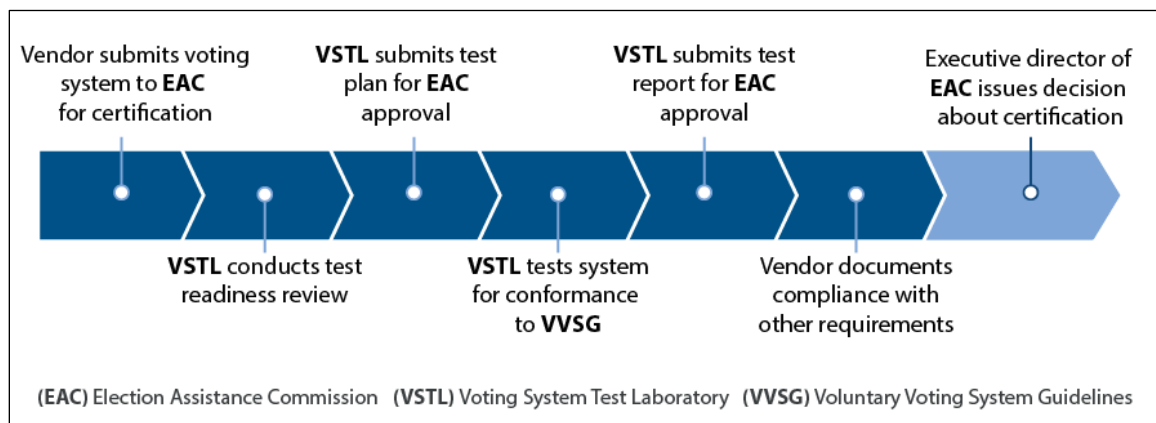 Vendor submits voting
system to EAC
for certification
VSTL conducts test
readiness review
VSTL submits test
plan for EAC
approval
VSTL tests system
for conformance
to VVSG
VSTL submits test
report for EAC
approval
Vendor documents
compliance with
other requirements
Executive director of
EAC issues decision
about certification
(EAC) Election Assistance Commission (VSTL) Voting System Test Laboratory (VVSG) Voluntary Voting System Guidelines